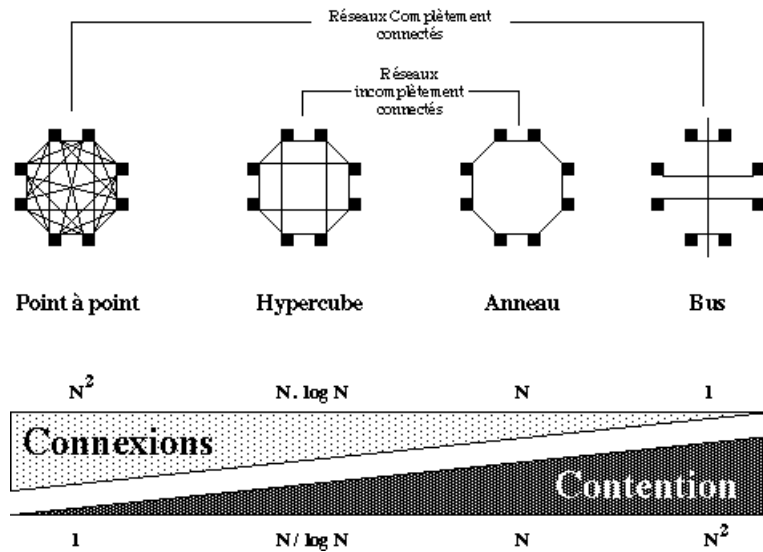 Réseaux Complètement
connectés
Réseaux
incomplètement
connectés
Point à point Hypercube Anneau Bus
N² N. log N N 1
Connexions
Contention
1 N / log N N N²